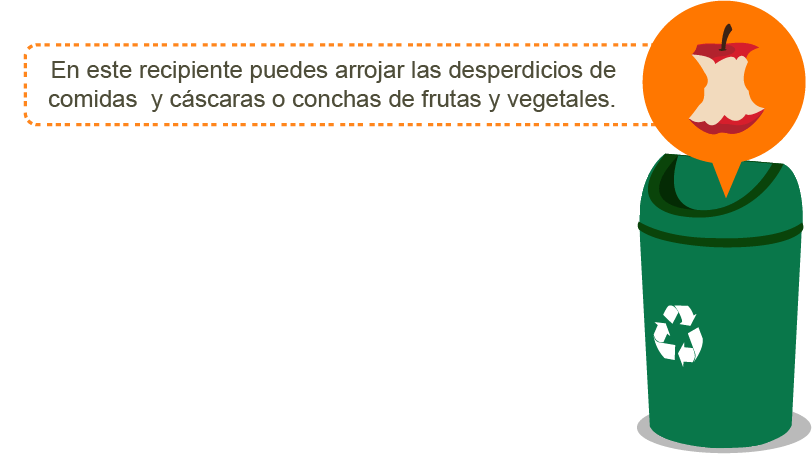 En este recipiente puedes arrojar las desperdicios de
comidas  y cáscaras o conchas de frutas y vegetales.